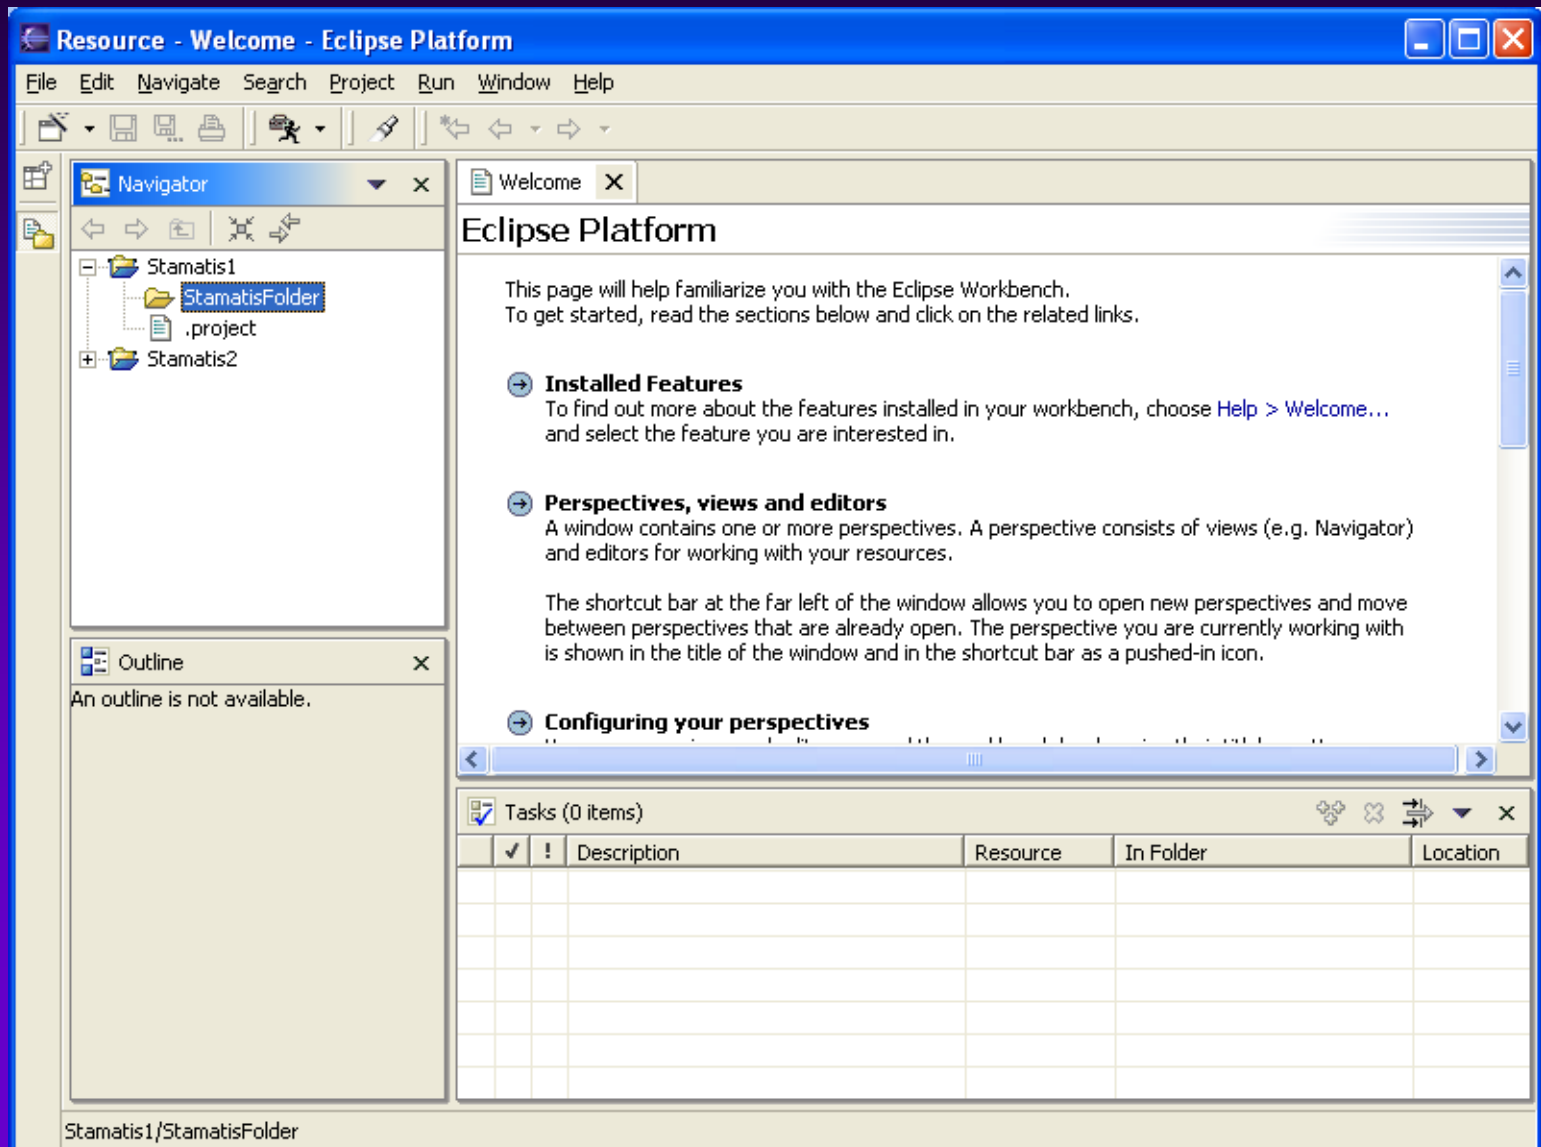 Resource - Welcome - Eclipse Platform
File Edit Navigate Search Project Run Window Help
Navigator
Stamatis1
StamatisFolder
.project
Stamatis2
Outline
An outline is not available.
Welcome
Eclipse Platform
This page will help familiarize you with the Eclipse Workbench.
To get started, read the sections below and click on the related links.
Installed Features
To find out more about the features installed in your workbench, choose Help > Welcome...
and select the feature you are interested in.
Perspectives, views and editors
A window contains one or more perspectives. A perspective consists of views (e.g. Navigator)
and editors for working with your resources.
The shortcut bar at the far left of the window allows you to open new perspectives and move
between perspectives that are already open. The perspective you are currently working with
is shown in the title of the window and in the shortcut bar as a pushed-in icon.
Configuring your perspectives
Tasks (0 items)
! Description Resource In Folder Location
Stamatis1/StamatisFolder